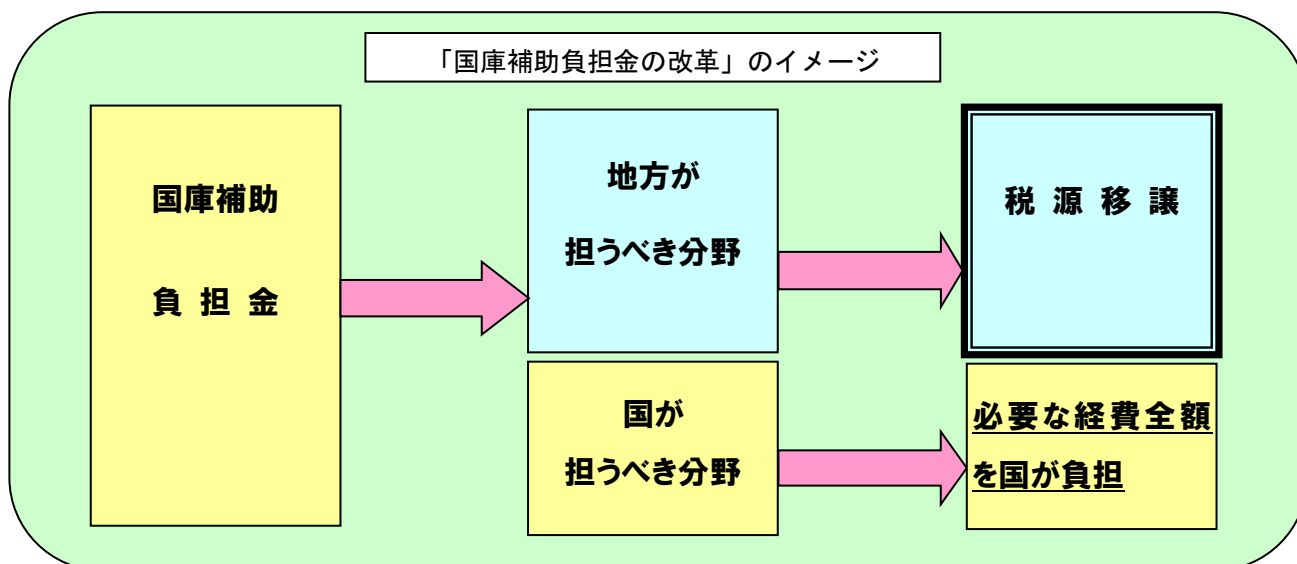 「国庫補助負担金の改革」のイメージ
国庫補助
負 担 金
地方が
担うべき分野
税 源 移 譲
国が
担うべき分野
必要な経費全額
を国が負担